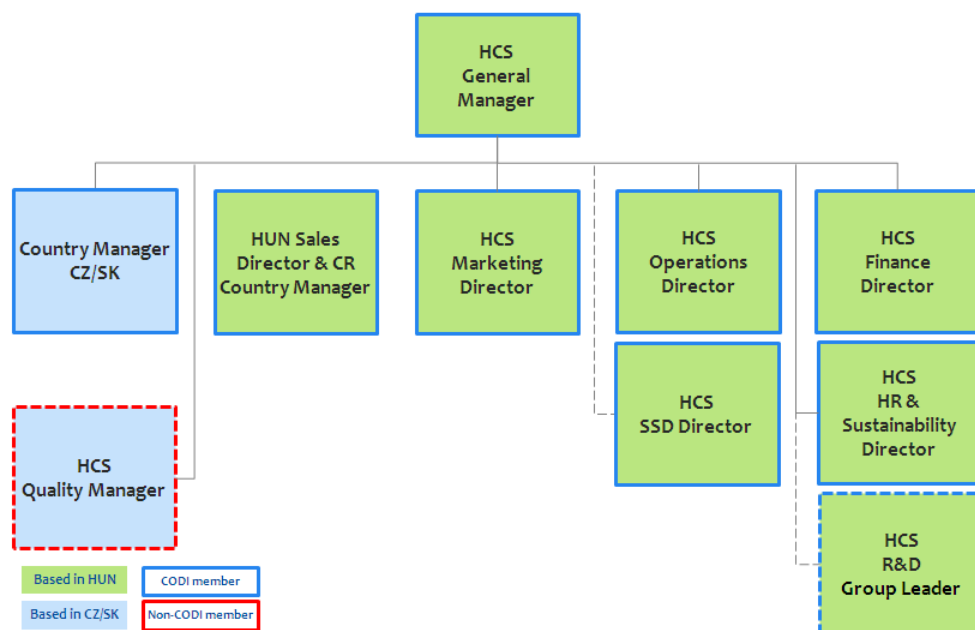 HCS
General
Manager
Country Manager
CZ/SK
HUN Sales
Director & CR
Country Manager
HCS
Marketing
Director
HCS
Operations
Director
HCS
Finance
Director
HCS
SSD Director
HCS
HR &
Sustainability
Director
HCS
Quality Manager
HCS
R&D
Group Leader
Based in HUN
CODI member
Based in CZ/SK
Non-CODI member